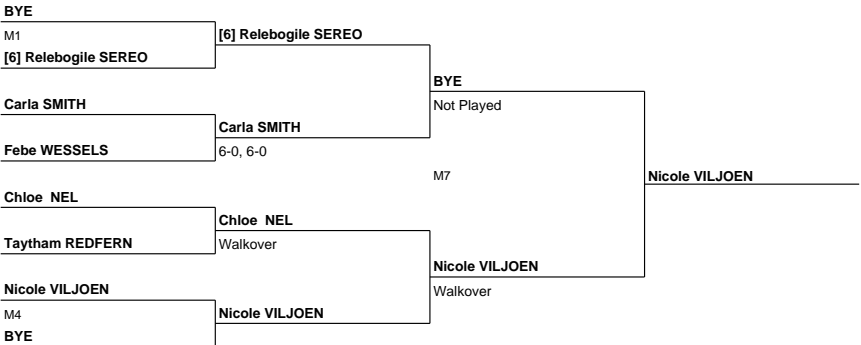 BYE
M1
[6] Relebogile SEREO
[6] Relebogile SEREO
BYE
Not Played
Carla SMITH
Carla SMITH
6-0, 6-0
Febe WESSELS
M7
Nicole VILJOEN
Chloe NEL
Chloe NEL
Walkover
Taytham REDFERN
Nicole VILJOEN
Walkover
Nicole VILJOEN
M4
Nicole VILJOEN
BYE